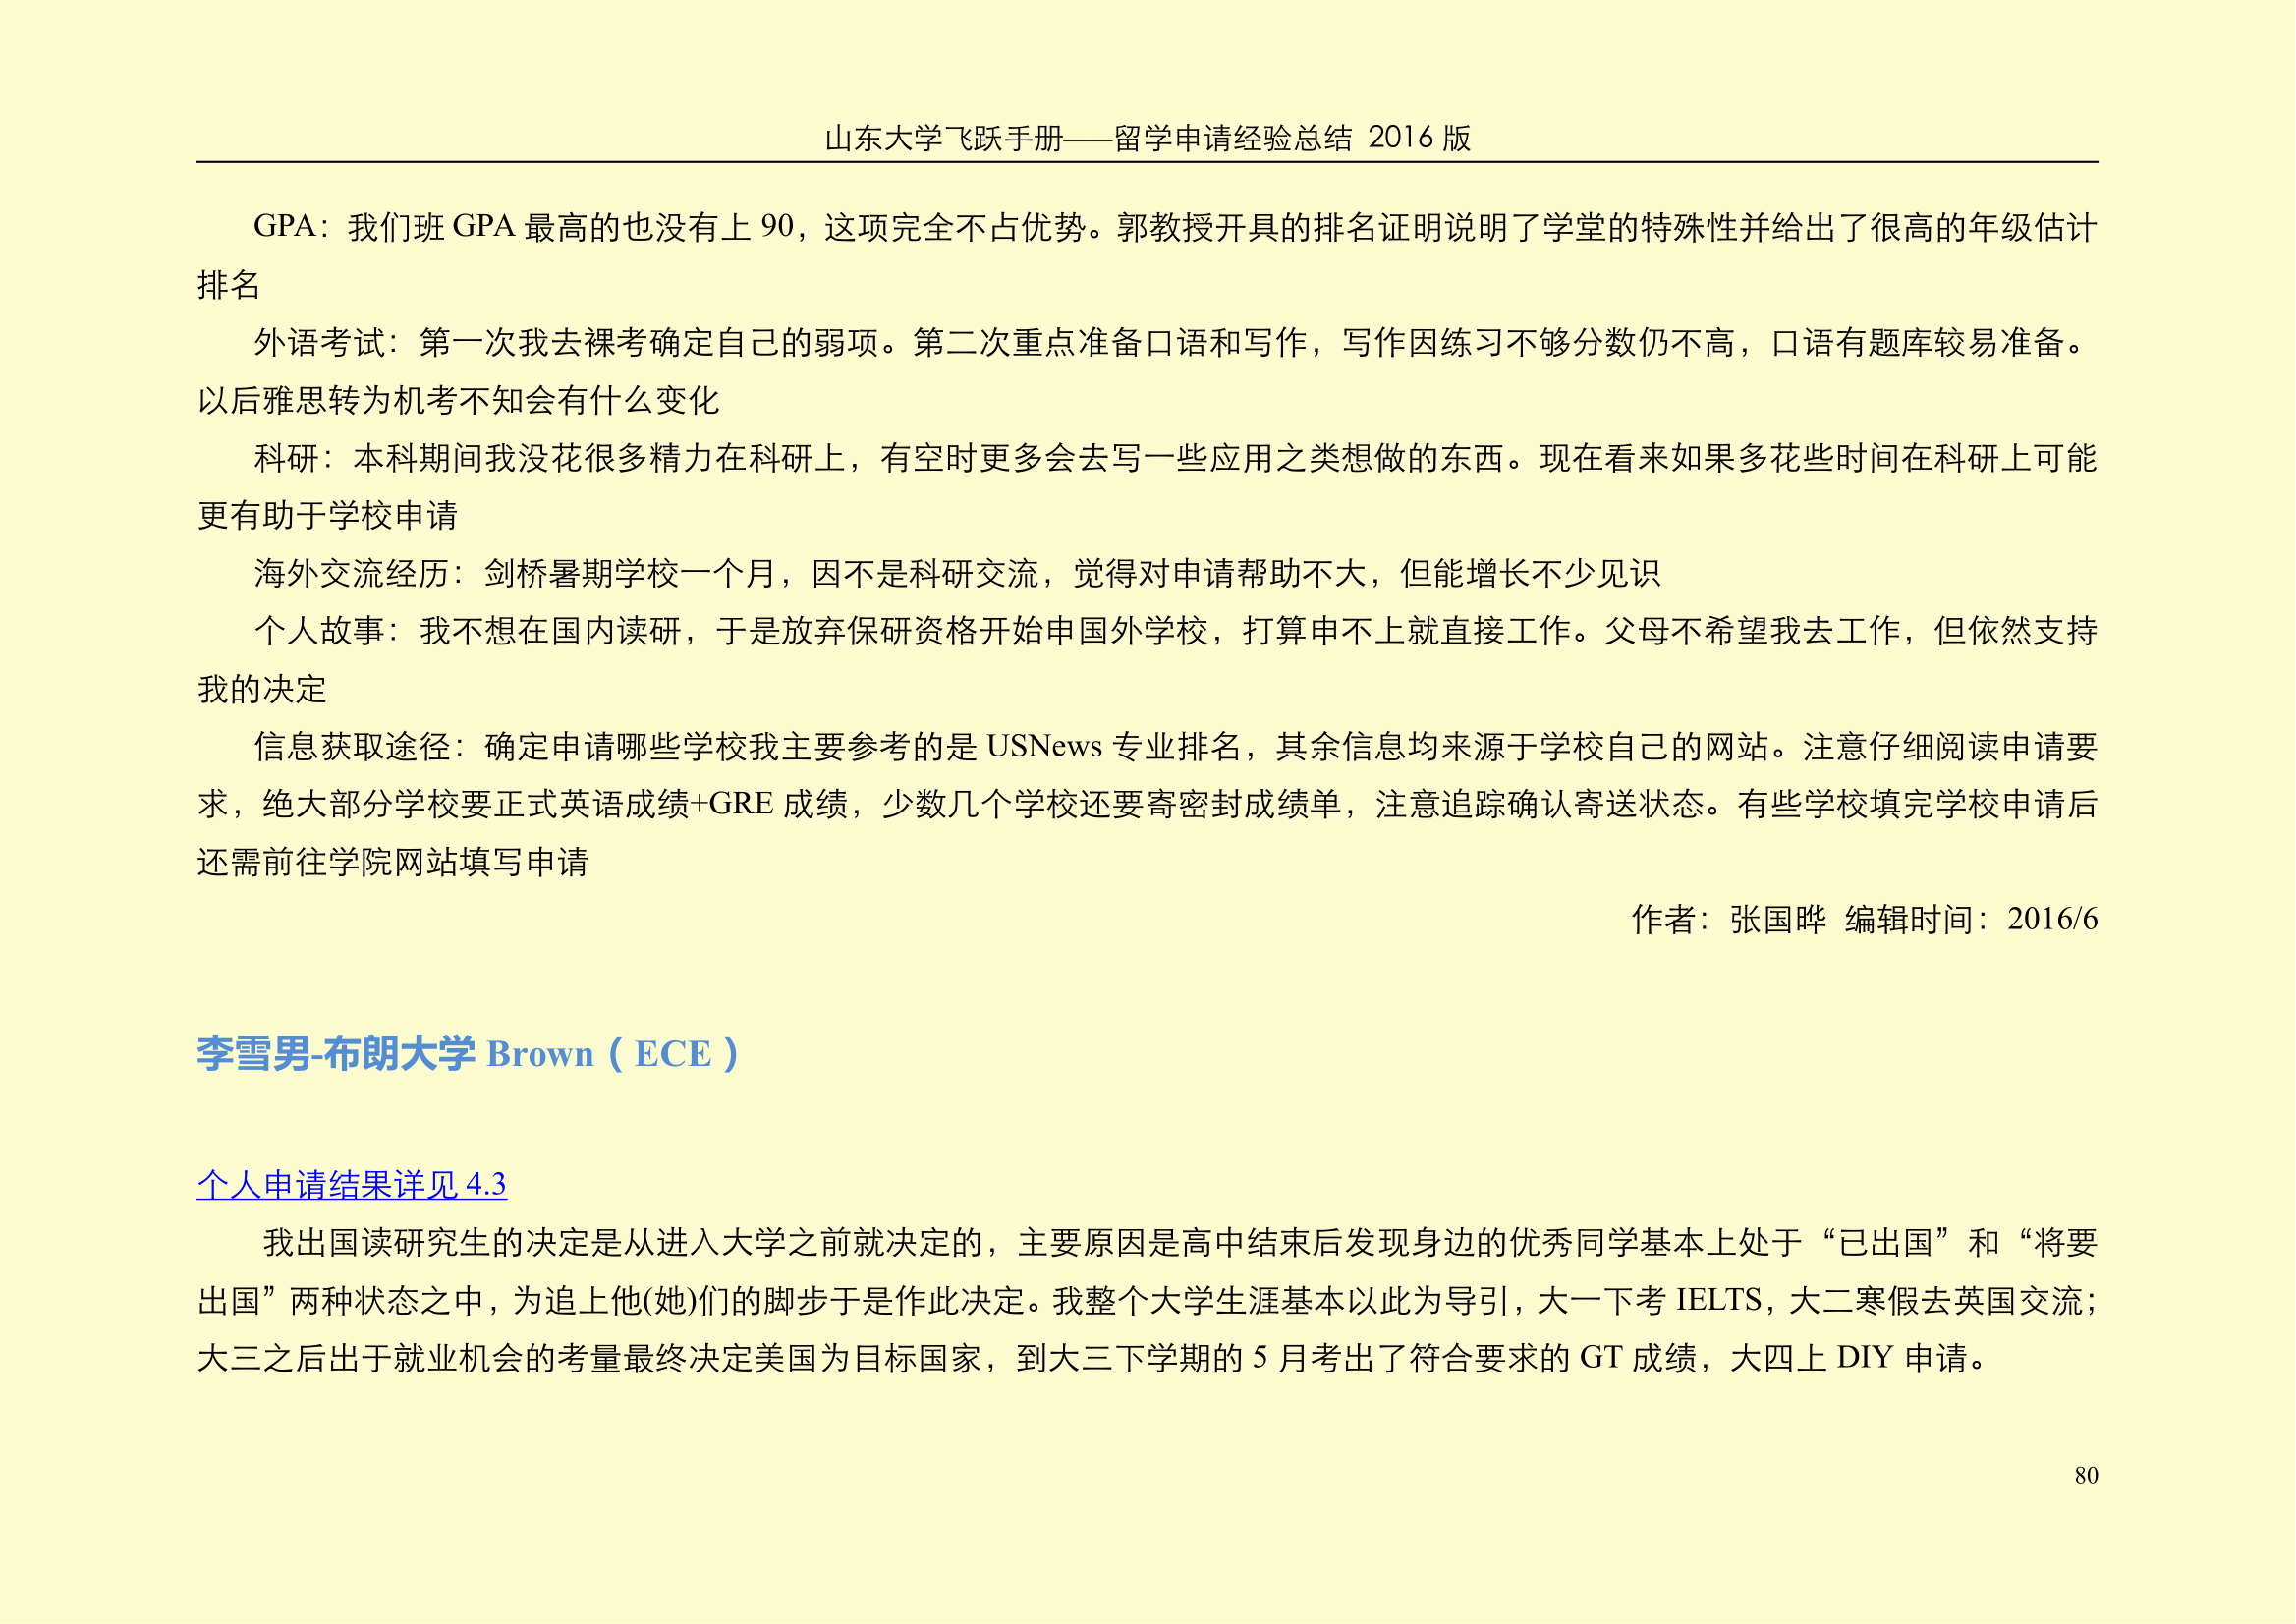 山东大学飞跃手册——留学申请经验总结 2016 版
GPA：我们班 GPA 最高的也没有上 90，这项完全不占优势。郭教授开具的排名证明说明了学堂的特殊性并给出了很高的年级估计
排名
外语考试：第一次我去裸考确定自己的弱项。第二次重点准备口语和写作，写作因练习不够分数仍不高，口语有题库较易准备。
以后雅思转为机考不知会有什么变化
科研：本科期间我没花很多精力在科研上，有空时更多会去写一些应用之类想做的东西。现在看来如果多花些时间在科研上可能
更有助于学校申请
海外交流经历：剑桥暑期学校一个月，因不是科研交流，觉得对申请帮助不大，但能增长不少见识
个人故事：我不想在国内读研，于是放弃保研资格开始申国外学校，打算申不上就直接工作。父母不希望我去工作，但依然支持
我的决定
信息获取途径：确定申请哪些学校我主要参考的是 USNews 专业排名，其余信息均来源于学校自己的网站。注意仔细阅读申请要
求，绝大部分学校要正式英语成绩+GRE 成绩，少数几个学校还要寄密封成绩单，注意追踪确认寄送状态。有些学校填完学校申请后
还需前往学院网站填写申请
作者：张国晔 编辑时间：2016/6
李雪男-布朗大学 Brown（ECE）
个人申请结果详见 4.3
我出国读研究生的决定是从进入大学之前就决定的，主要原因是高中结束后发现身边的优秀同学基本上处于“已出国”和“将要
出国”两种状态之中，为追上他(她)们的脚步于是作此决定。我整个大学生涯基本以此为导引，大一下考 IELTS，大二寒假去英国交流；
大三之后出于就业机会的考量最终决定美国为目标国家，到大三下学期的 5 月考出了符合要求的 GT 成绩，大四上 DIY 申请。
80